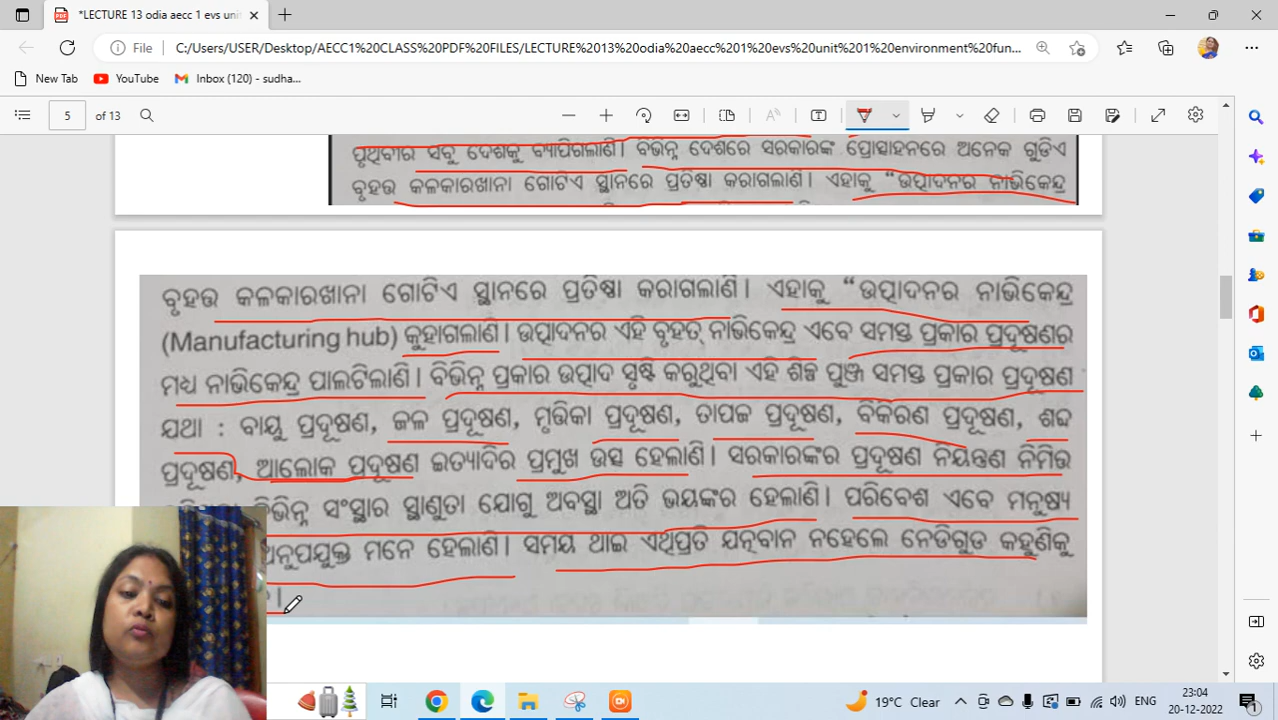 *LECTURE 13 odia aecc 1 evs uni
File C:/Users/USER/Desktop/AECC1%20CLASS%20PDF%20FILES/LECTURE%2013%20odia%20aecc%201%20evs%20unit%201%20environment%20fun...
New Tab YouTube Inbox (120) - sudha...
5 of 13
ପୃଥିବୀର ସବୁ ଦେଶକୁ ବ୍ୟାପିଗଲାଣି। ବିଭିନ୍ନ ଦେଶରେ ସରକାରଙ୍କ ପ୍ରୋତ୍ସାହନରେ ଅନେକ ଗୁଡିଏ
ବୃହତ୍ତ କଳକାରଖାନା ଗୋଟିଏ ସ୍ଥାନରେ ପ୍ରତିଷ୍ଠା କରାଗଲାଣି। ଏହାକୁ “ଉତ୍ପାଦନର ନାଭିକେନ୍ଦ୍ର
ବୃହତ୍ତ କଳକାରଖାନା ଗୋଟିଏ ସ୍ଥାନରେ ପ୍ରତିଷ୍ଠା କରାଗଲାଣି। ଏହାକୁ “ଉତ୍ପାଦନର ନାଭିକେନ୍ଦ୍ର
(Manufacturing hub) କୁହାଗଲାଣି। ଉତ୍ପାଦନର ଏହି ବୃହତ୍ ନାଭିକେନ୍ଦ୍ର ଏବେ ସମସ୍ତ ପ୍ରକାର ପ୍ରଦୂଷଣର
ମଧ୍ୟ ନାଭିକେନ୍ଦ୍ର ପାଲଟିଲାଣି। ବିଭିନ୍ନ ପ୍ରକାର ଉତ୍ପାଦ ସୃଷ୍ଟି କରୁଥିବା ଏହି ଶିଳ୍ପ ପୁଞ୍ଜ ସମସ୍ତ ପ୍ରକାର ପ୍ରଦୂଷଣ
ଯଥା : ବାୟୁ ପ୍ରଦୂଷଣ, ଜଳ ପ୍ରଦୂଷଣ, ମୃତ୍ତିକା ପ୍ରଦୂଷଣ, ତାପଜ ପ୍ରଦୂଷଣ, ବିକିରଣ ପ୍ରଦୂଷଣ, ଶବ୍ଦ
ପ୍ରଦୂଷଣ, ଆଲୋକ ପ୍ରଦୂଷଣ ଇତ୍ୟାଦିର ପ୍ରମୁଖ ଉତ୍ସ ହେଲାଣି। ସରକାରଙ୍କର ପ୍ରଦୂଷଣ ନିୟନ୍ତ୍ରଣ ନିମିତ୍ତ
ବିଭିନ୍ନ ସଂସ୍ଥାର ସ୍ଥାଣୁତା ଯୋଗୁ ଅବସ୍ଥା ଅତି ଭୟଙ୍କର ହେଲାଣି। ପରିବେଶ ଏବେ ମନୁଷ୍ୟ
ଅନୁପଯୁକ୍ତ ମନେ ହେଲାଣି। ସମୟ ଥାଇ ଏଥିପ୍ରତି ଯତ୍ନବାନ ନହେଲେ ନେଡିଗୁଡ କହୁଣିକୁ
19°C Clear ENG 23:04
20-12-2022